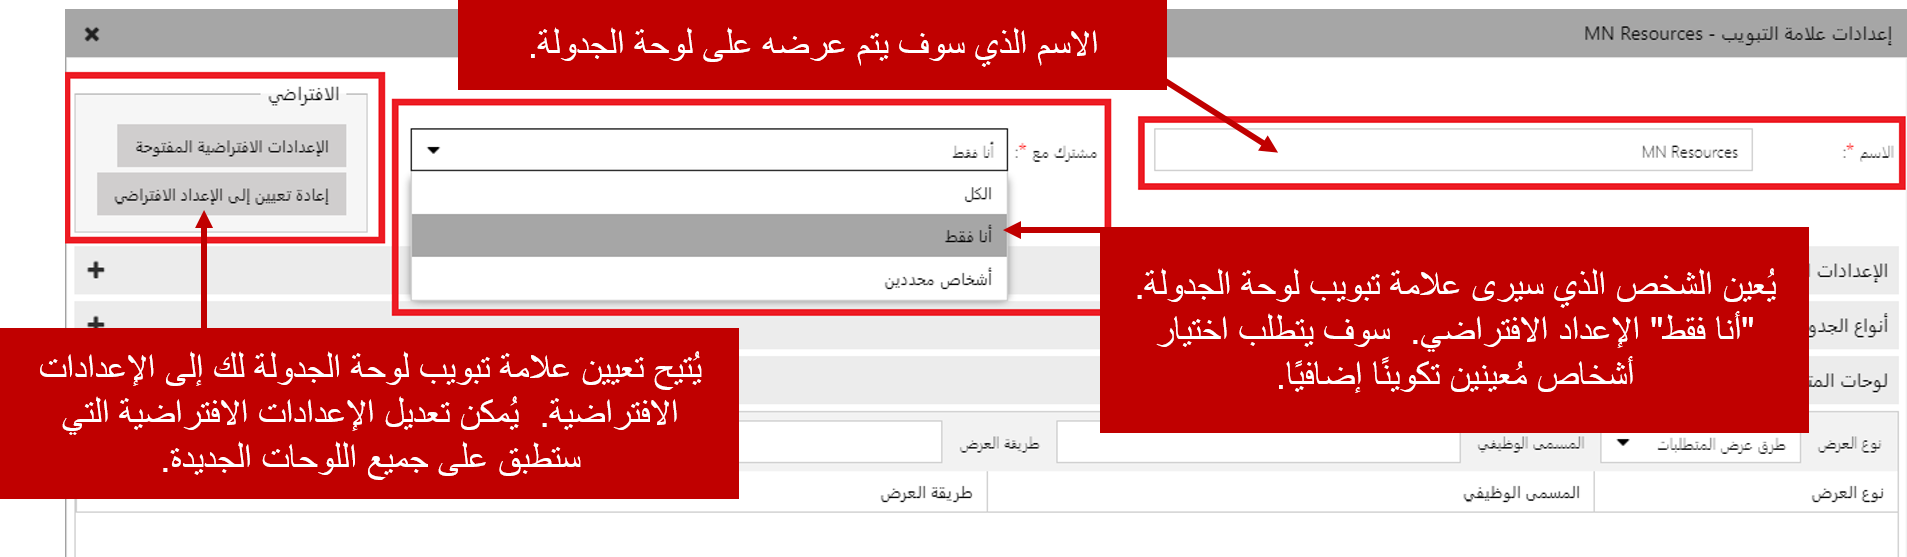 إعدادات علامة التبويب - MN Resources
الاسم الذي سوف يتم عرضه على لوحة الجدولة.
الاسم *:
MN Resources
مشترك مع *:
أنا فقط
الكل
أنا فقط
أشخاص محددين
الافتراضي
الإعدادات الافتراضية المفتوحة
إعادة تعيين إلى الإعداد الافتراضي
الإعدادات
أنواع
لوحات
يُعين الشخص الذي سيرى علامة تبويب لوحة الجدولة.
"أنا فقط" الإعداد الافتراضي. سوف يتطلب اختيار
أشخاص مُعينين تكوينًا إضافيًا.
يُتيح تعيين علامة تبويب لوحة الجدولة لك إلى الإعدادات
الافتراضية. يُمكن تعديل الإعدادات الافتراضية التي
ستطبق على جميع اللوحات الجديدة.
نوع العرض
طرق عرض المتطلبات
المسمى الوظيفي
طريقة العرض
نوع العرض
المسمى الوظيفي
طريقة العرض